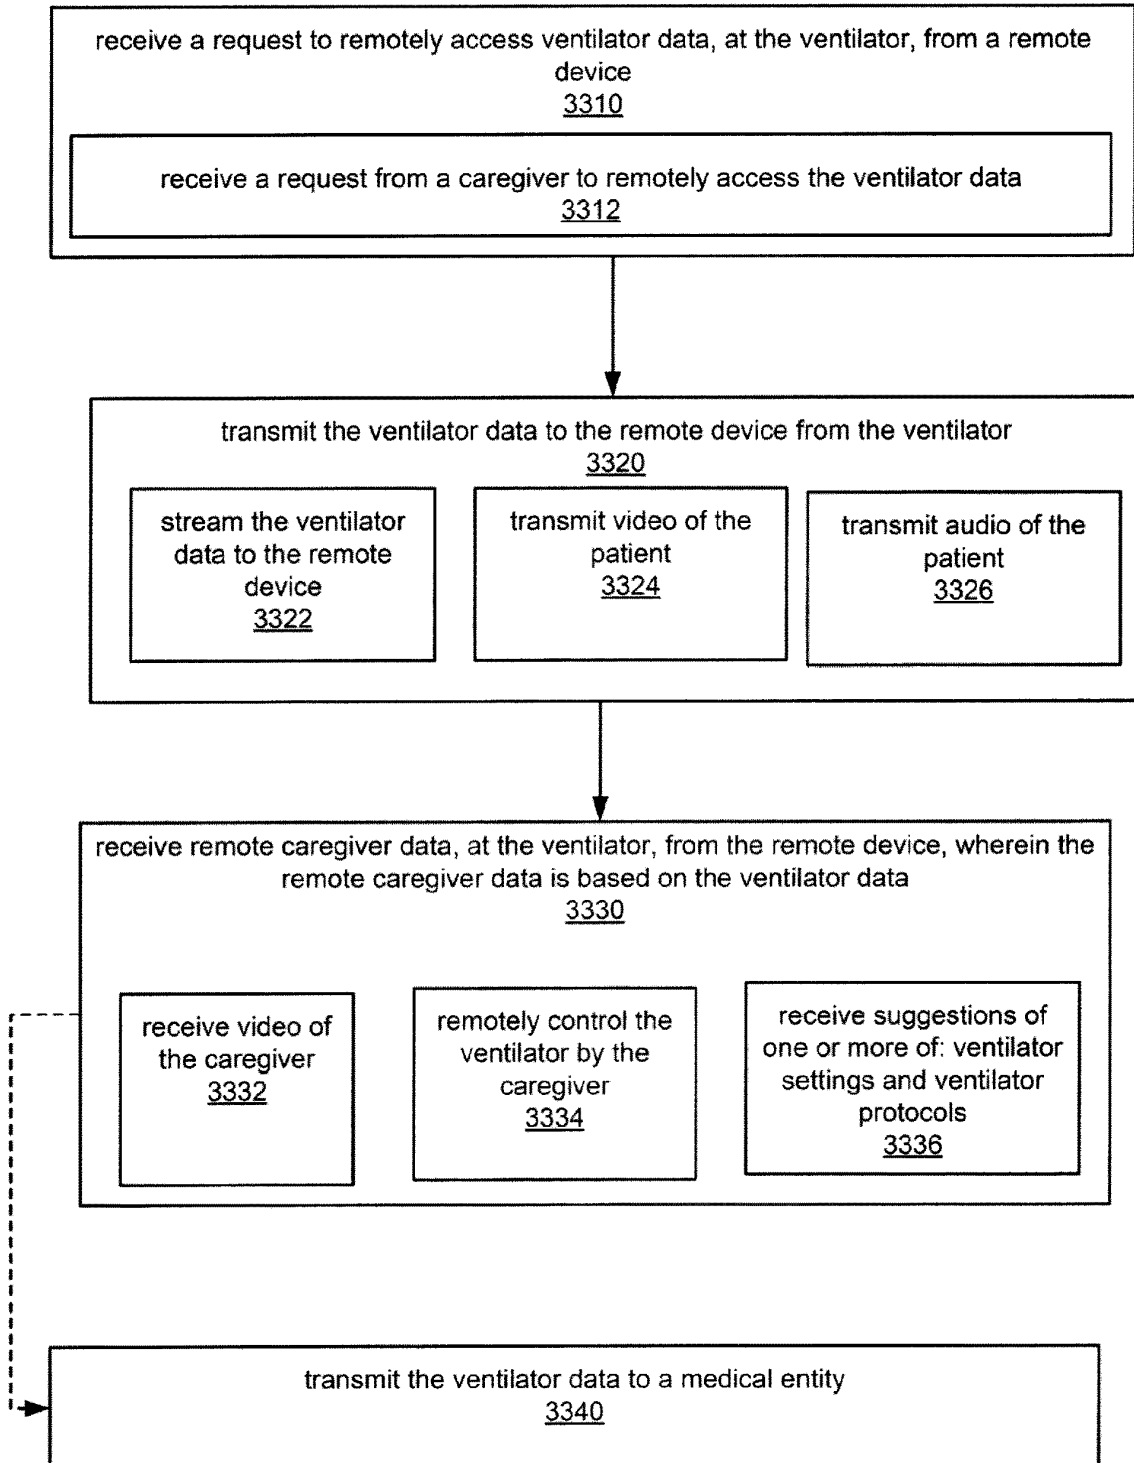 receive a request to remotely access ventilator data, at the ventilator, from a remote
device
3310
receive a request from a caregiver to remotely access the ventilator data
3312
transmit the ventilator data to the remote device from the ventilator
3320
stream the ventilator
data to the remote
device
3322
transmit video of the
patient
3324
transmit audio of the
patient
3326
receive remote caregiver data, at the ventilator, from the remote device, wherein the
remote caregiver data is based on the ventilator data
3330
receive video of
the caregiver
3332
remotely control the
ventilator by the
caregiver
3334
receive suggestions of
one or more of: ventilator
settings and ventilator
protocols
3336
transmit the ventilator data to a medical entity
3340